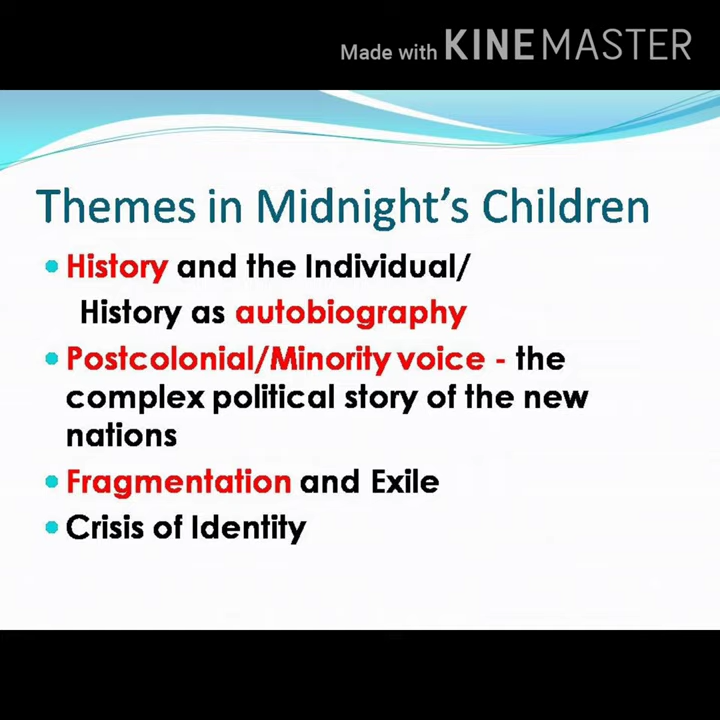 Made with KINEMASTER
Themes in Midnight's Children
• History and the Individual/
History as autobiography
• Postcolonial/Minority voice - the
complex political story of the new
nations
• Fragmentation and Exile
• Crisis of Identity